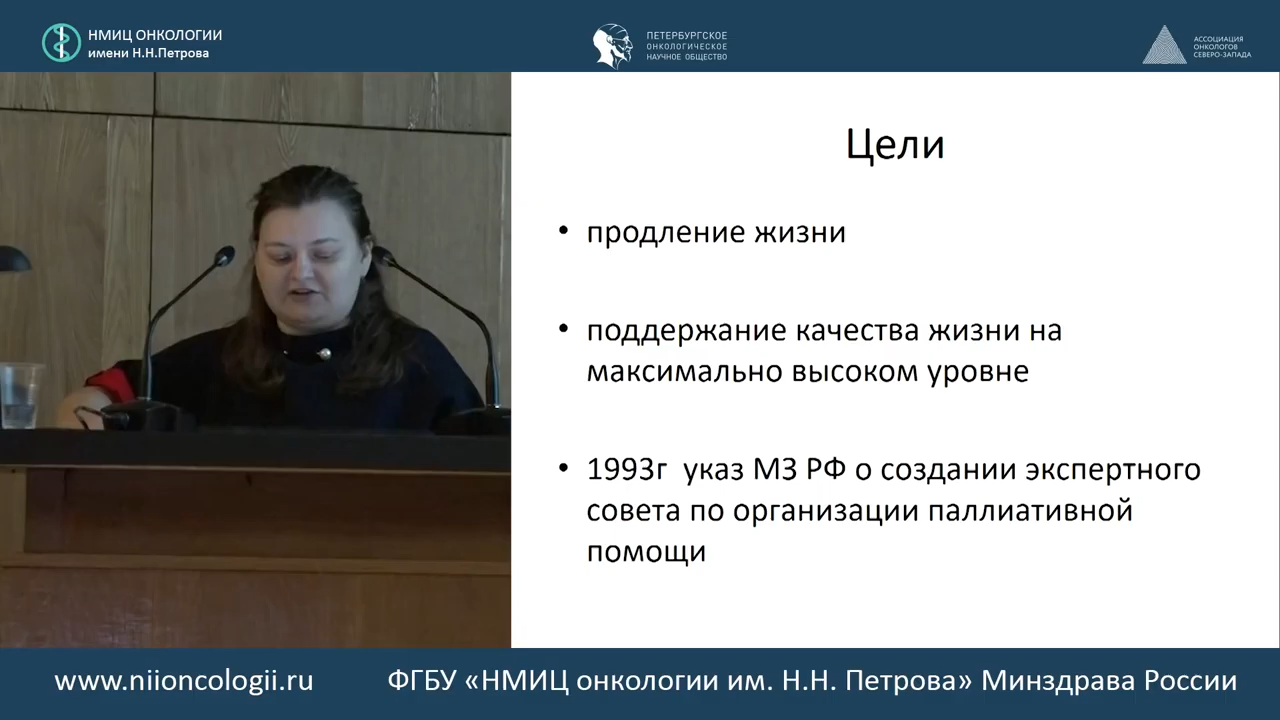 НМИЦ ОНКОЛОГИИ
имени Н.Н.Петрова
ПЕТЕРБУРГСКОЕ
ОНКОЛОГИЧЕСКОЕ
НАУЧНОЕ ОБЩЕСТВО
АССОЦИАЦИЯ
ОНКОЛОГОВ
СЕВЕРО-ЗАПАДА
Цели
• продление жизни
• поддержание качества жизни на
максимально высоком уровне
• 1993г указ МЗ РФ о создании экспертного
совета по организации паллиативной
помощи
www.niioncologii.ru
ФГБУ «НМИЦ онкологии им. Н.Н. Петрова» Минздрава России